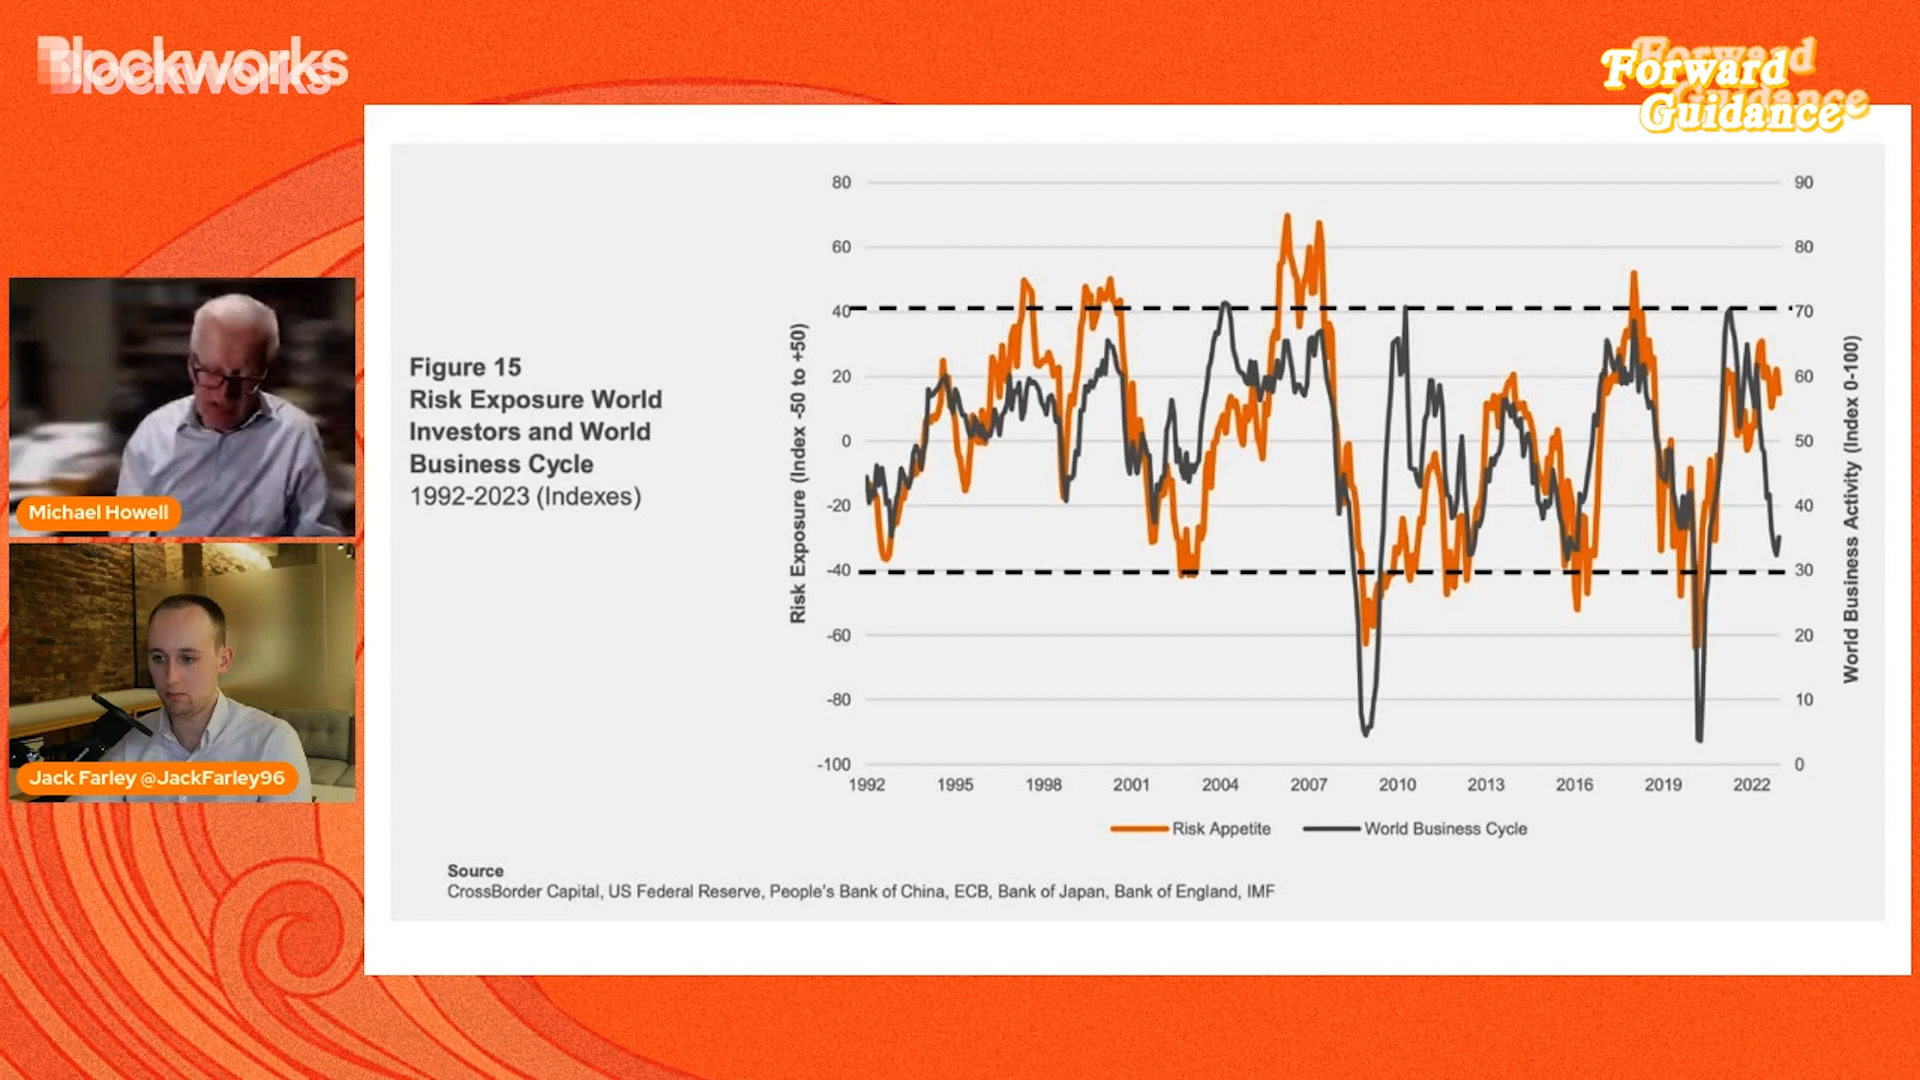 Blockworks
Forward
Guidance
Michael Howell
Jack Farley @JackFarley96
Figure 15
Risk Exposure World
Investors and World
Business Cycle
1992-2023 (Indexes)
Risk Exposure (Index -50 to +50)
80
60
40
20
0
-20
-40
-60
-80
-100
90
80
70
60
50
40
30
20
10
0
World Business Activity (Index 0-100)
1992 1995 1998 2001 2004 2007 2010 2013 2016 2019 2022
Risk Appetite World Business Cycle
Source
CrossBorder Capital, US Federal Reserve, People's Bank of China, ECB, Bank of Japan, Bank of England, IMF